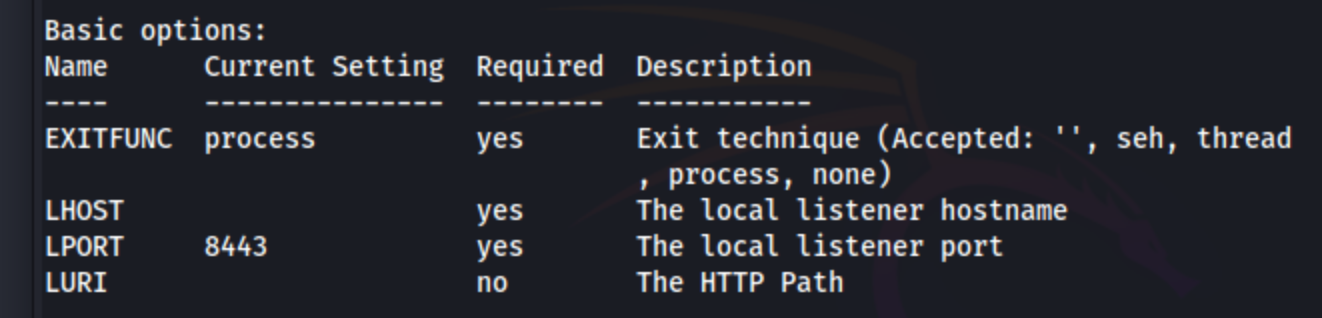 Basic options:
Name      Current Setting  Required  Description
----      ---------------  --------  -----------
EXITFUNC  process          yes       Exit technique (Accepted: '', seh, thread
                                     , process, none)
LHOST                      yes       The local listener hostname
LPORT     8443             yes       The local listener port
LURI                       no        The HTTP Path